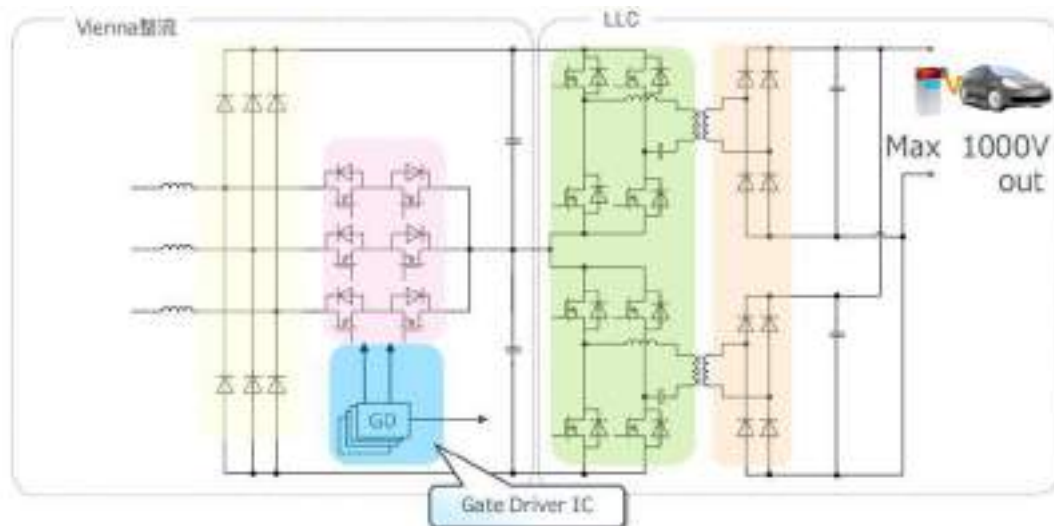 Vienna整流
LLC
Max 1000V
out
GD
Gate Driver IC